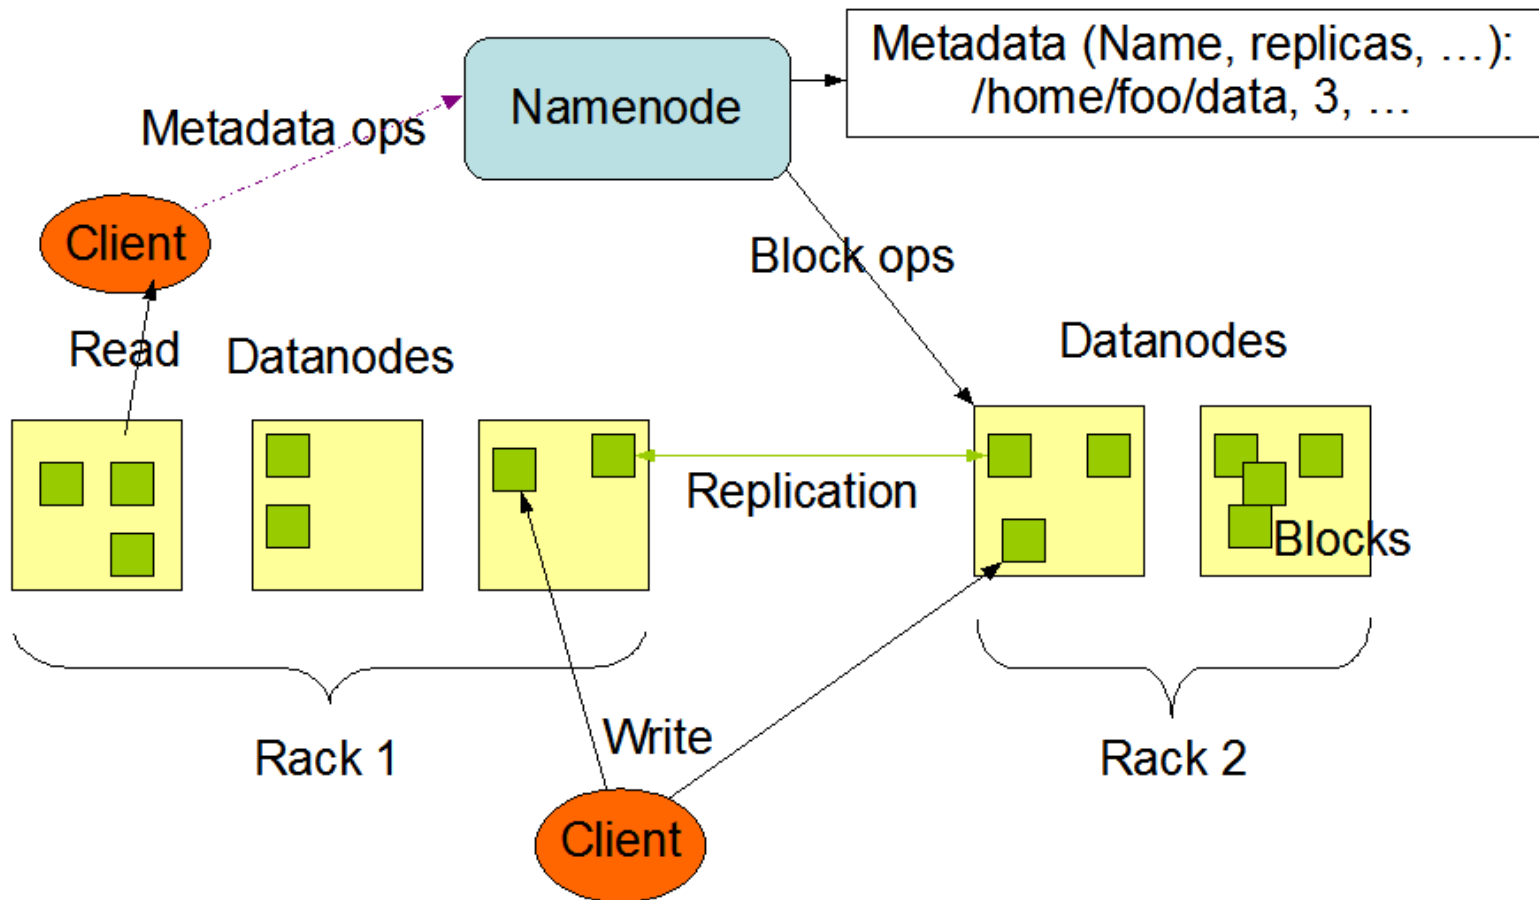 Metadata (Name, replicas, …):
/home/foo/data, 3, …
Namenode
Metadata ops
Client
Block ops
Read
Datanodes
Datanodes
Replication
Blocks
Rack 1
Write
Rack 2
Client